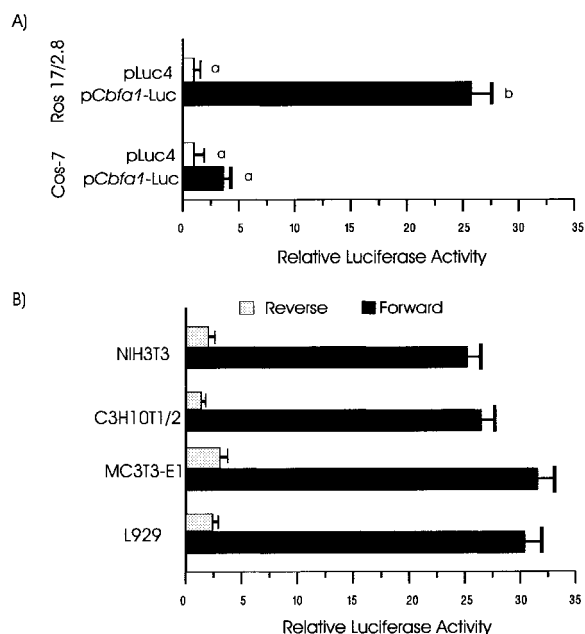 A)
Ros 17/2.8
pLuc4
a
pCbfa1-Luc
b
Cos-7
pLuc4
a
pCbfa1-Luc
a
0 5 10 15 20 25 30 35
Relative Luciferase Activity
B)
Reverse Forward
NIH3T3
C3H10T1/2
MC3T3-E1
L929
0 5 10 15 20 25 30 35
Relative Luciferase Activity